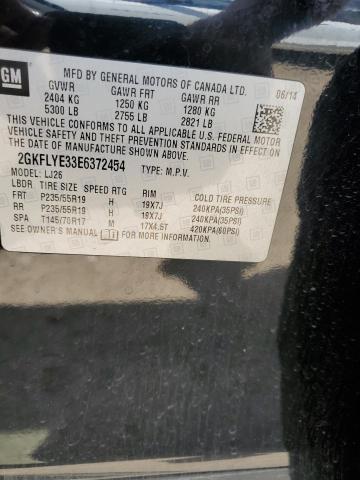 GM
MFD BY GENERAL MOTORS OF CANADA LTD.
06/14
GVWR GAWR FRT GAWR RR
2404 KG 1250 KG 1280 KG
5300 LB 2755 LB 2821 LB
THIS VEHICLE CONFORMS TO ALL APPLICABLE U.S. FEDERAL MOTOR
VEHICLE SAFETY AND THEFT PREVENTION STANDARDS IN EFFECT ON
THE DATE OF MANUFACTURE SHOWN ABOVE.
2GKFLYE33E6372454 TYPE: M.P.V.
MODEL: LJ26
LBDR TIRE SIZE SPEED RTG RIM COLD TIRE PRESSURE
FRT P235/55R19 H 19X7J 240KPA(35PSI)
RR P235/55R19 H 19X7J 240KPA(35PSI)
SPA T145/70R17 M 17X4.5T 420KPA(60PSI)
SEE OWNER'S MANUAL FOR MORE INFORMATION.